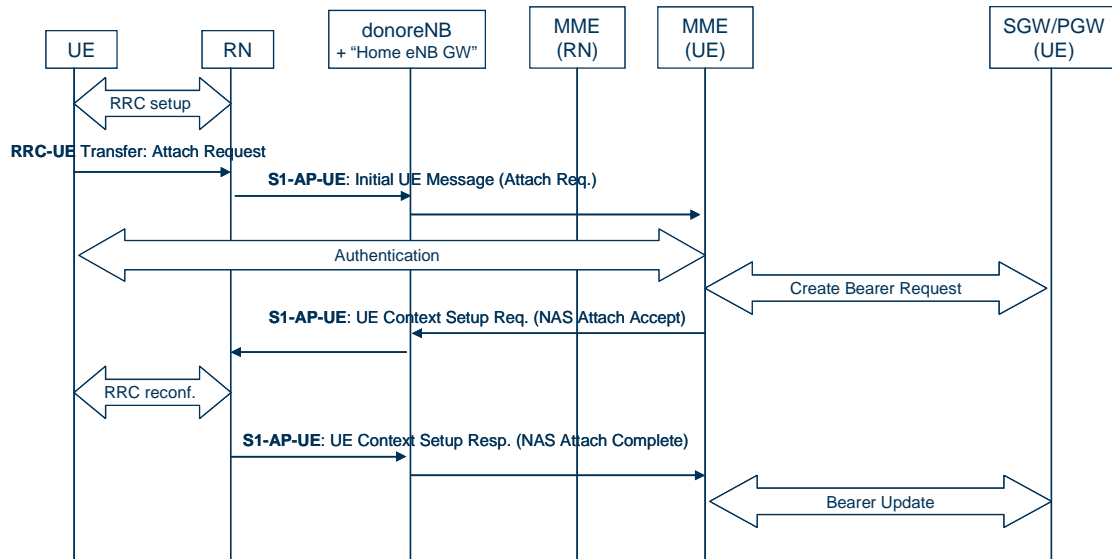 UE
RN
donoreNB
+ “Home eNB GW”
MME
(RN)
MME
(UE)
SGW/PGW
(UE)
RRC setup
RRC-UE Transfer: Attach Request
S1-AP-UE: Initial UE Message (Attach Req.)
Authentication
Create Bearer Request
S1-AP-UE: UE Context Setup Req. (NAS Attach Accept)
RRC reconf.
S1-AP-UE: UE Context Setup Resp. (NAS Attach Complete)
Bearer Update